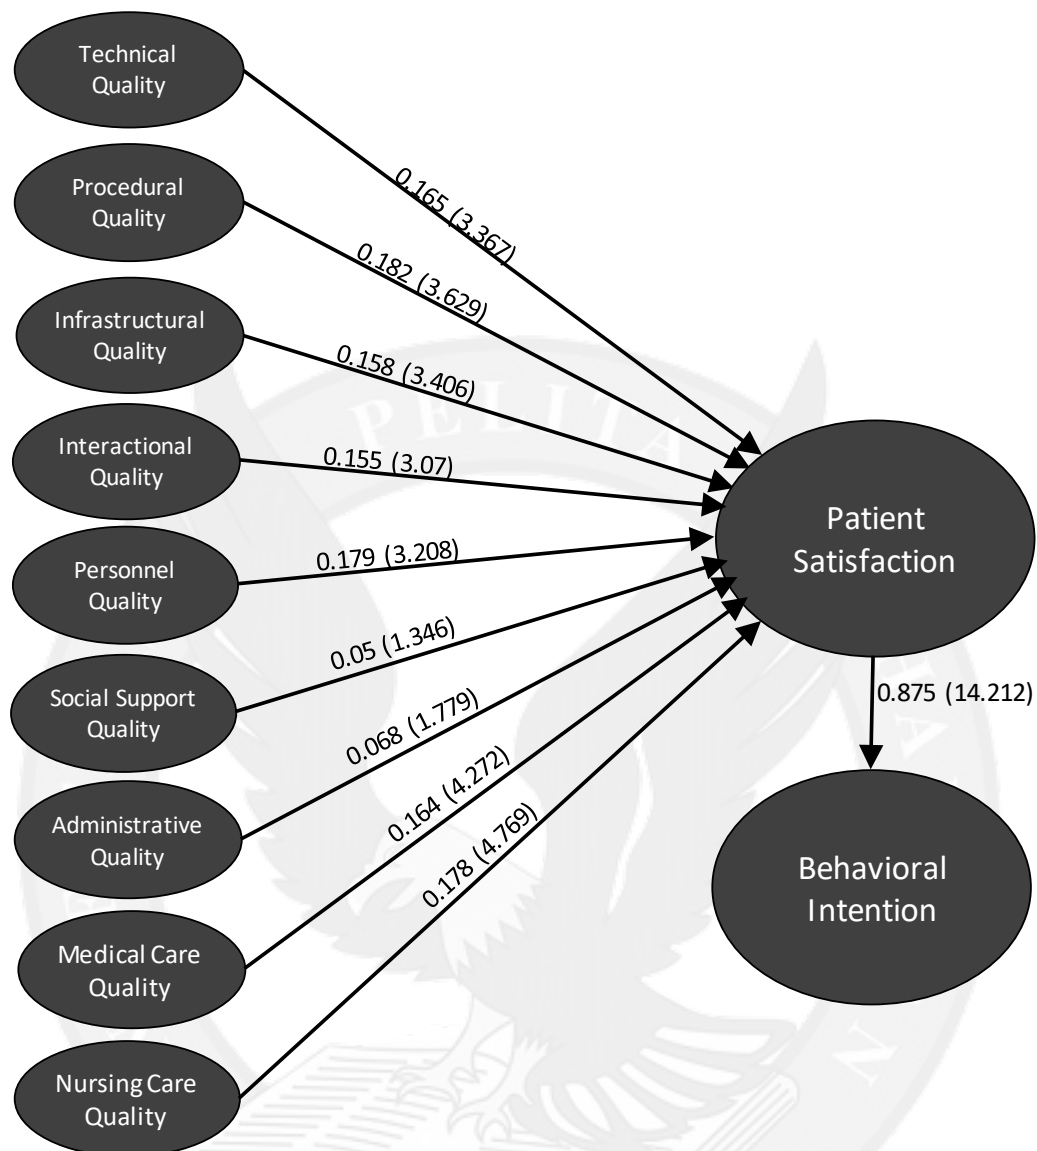 Technical
Quality
0.165 (3.367)
Procedural
Quality
0.182 (3.629)
Infrastructural
Quality
0.158 (3.406)
PELITA
Interactional
Quality
0.155 (3.07)
Patient
Satisfaction
Personnel
Quality
0.179 (3.208)
Social Support
Quality
0.05 (1.346)
0.875 (14.212)
Administrative
Quality
0.068 (1.779)
Behavioral
Intention
Medical Care
Quality
0.164 (4.272)
Nursing Care
Quality
0.178 (4.769)